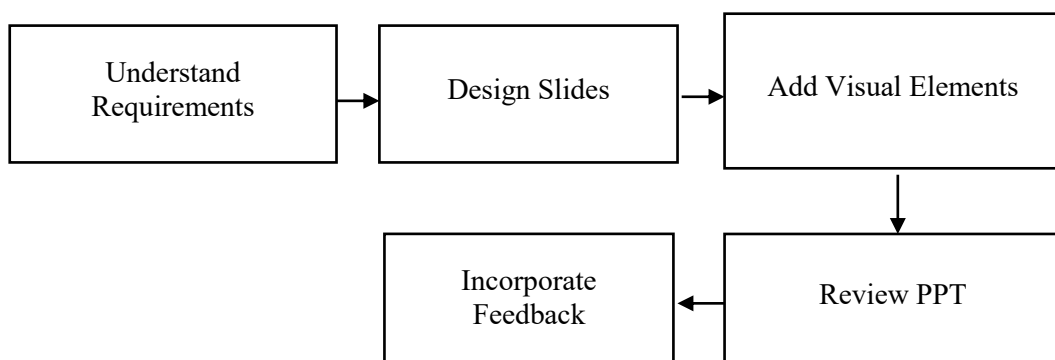 Understand
Requirements
Design Slides
Add Visual Elements
Review PPT
Incorporate
Feedback